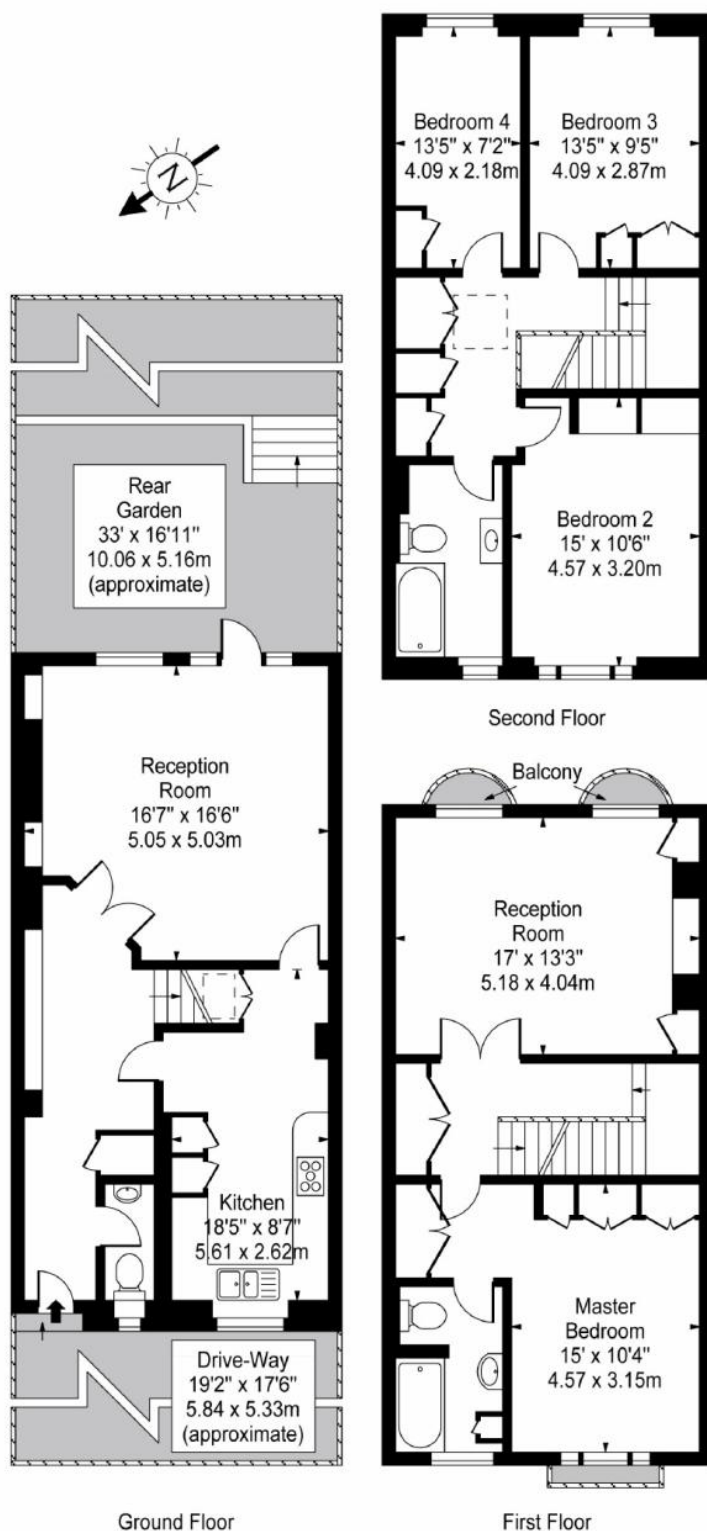 N
Bedroom 4
13'5" x 7'2"
4.09 x 2.18m
Bedroom 3
13'5" x 9'5"
4.09 x 2.87m
Bedroom 2
15' x 10'6"
4.57 x 3.20m
Second Floor
Rear
Garden
33' x 16'11"
10.06 x 5.16m
(approximate)
Reception
Room
16'7" x 16'6"
5.05 x 5.03m
Kitchen
18'5" x 8'7"
5.61 x 2.62m
Drive-Way
19'2" x 17'6"
5.84 x 5.33m
(approximate)
Ground Floor
Balcony
Reception
Room
17' x 13'3"
5.18 x 4.04m
Master
Bedroom
15' x 10'4"
4.57 x 3.15m
First Floor